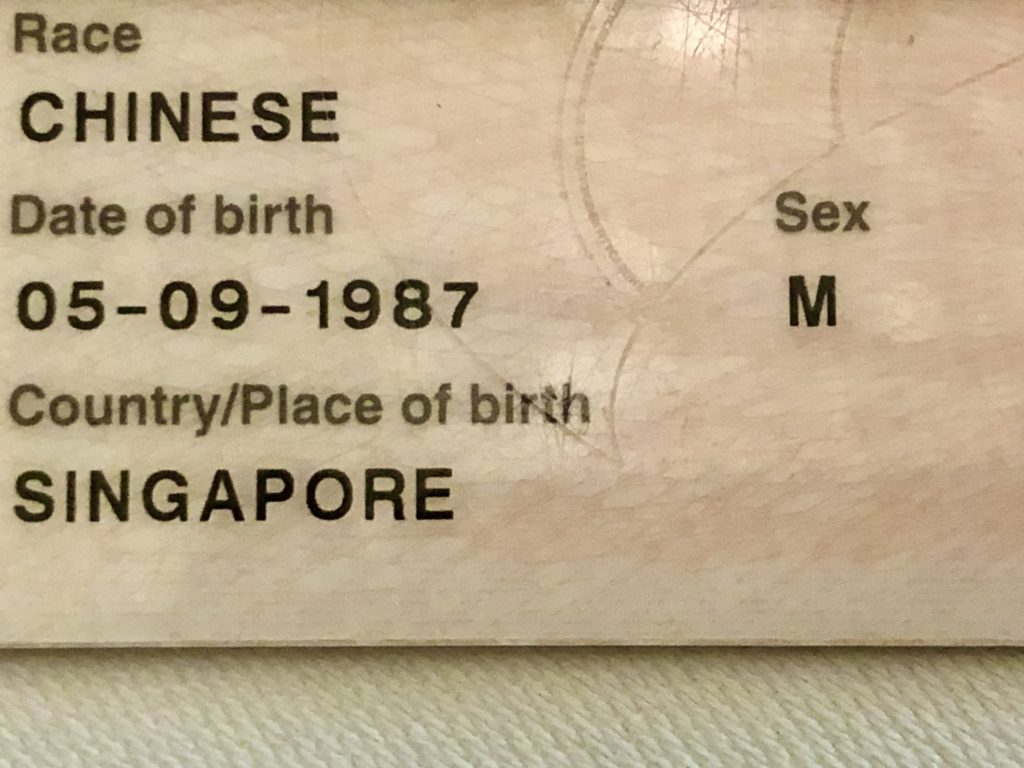 Race
CHINESE
Date of birth Sex
05-09-1987 M
Country/Place of birth
SINGAPORE